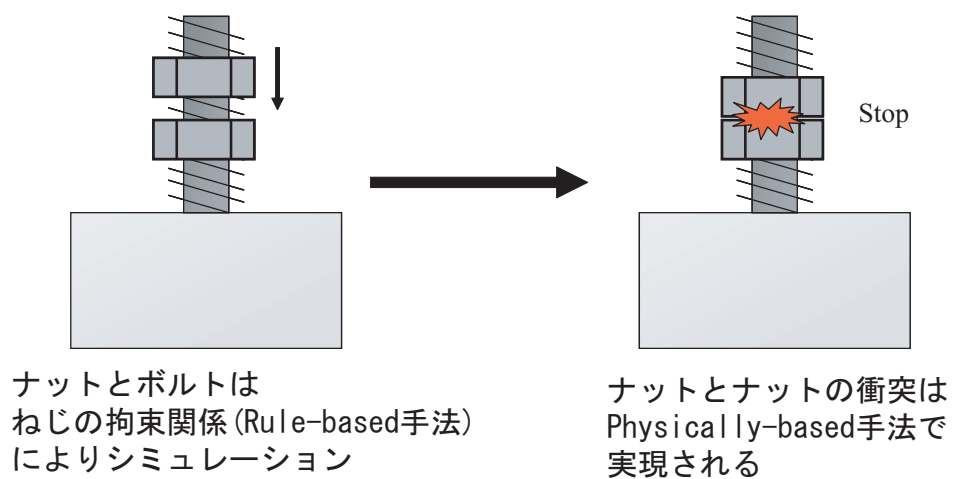 Stop
ナットとボルトは
ねじの拘束関係(Rule-based手法)
によりシミュレーション
ナットとナットの衝突は
Physically-based手法で
実現される